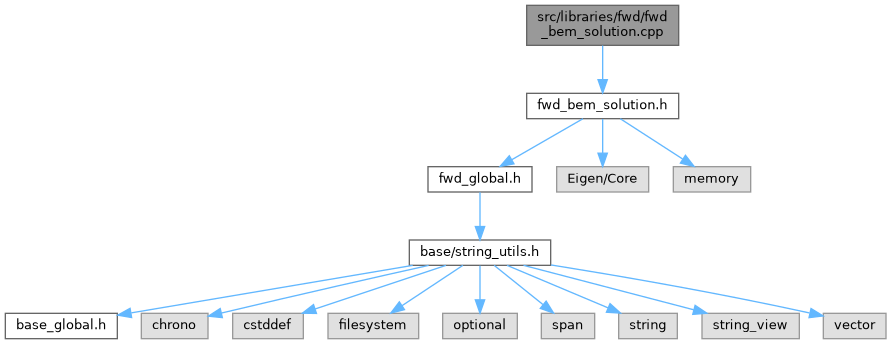 src/libraries/fwd/fwd
_bem_solution.cpp
fwd_bem_solution.h
fwd_global.h
Eigen/Core
memory
base/string_utils.h
base_global.h
chrono
cstddef
filesystem
optional
span
string
string_view
vector